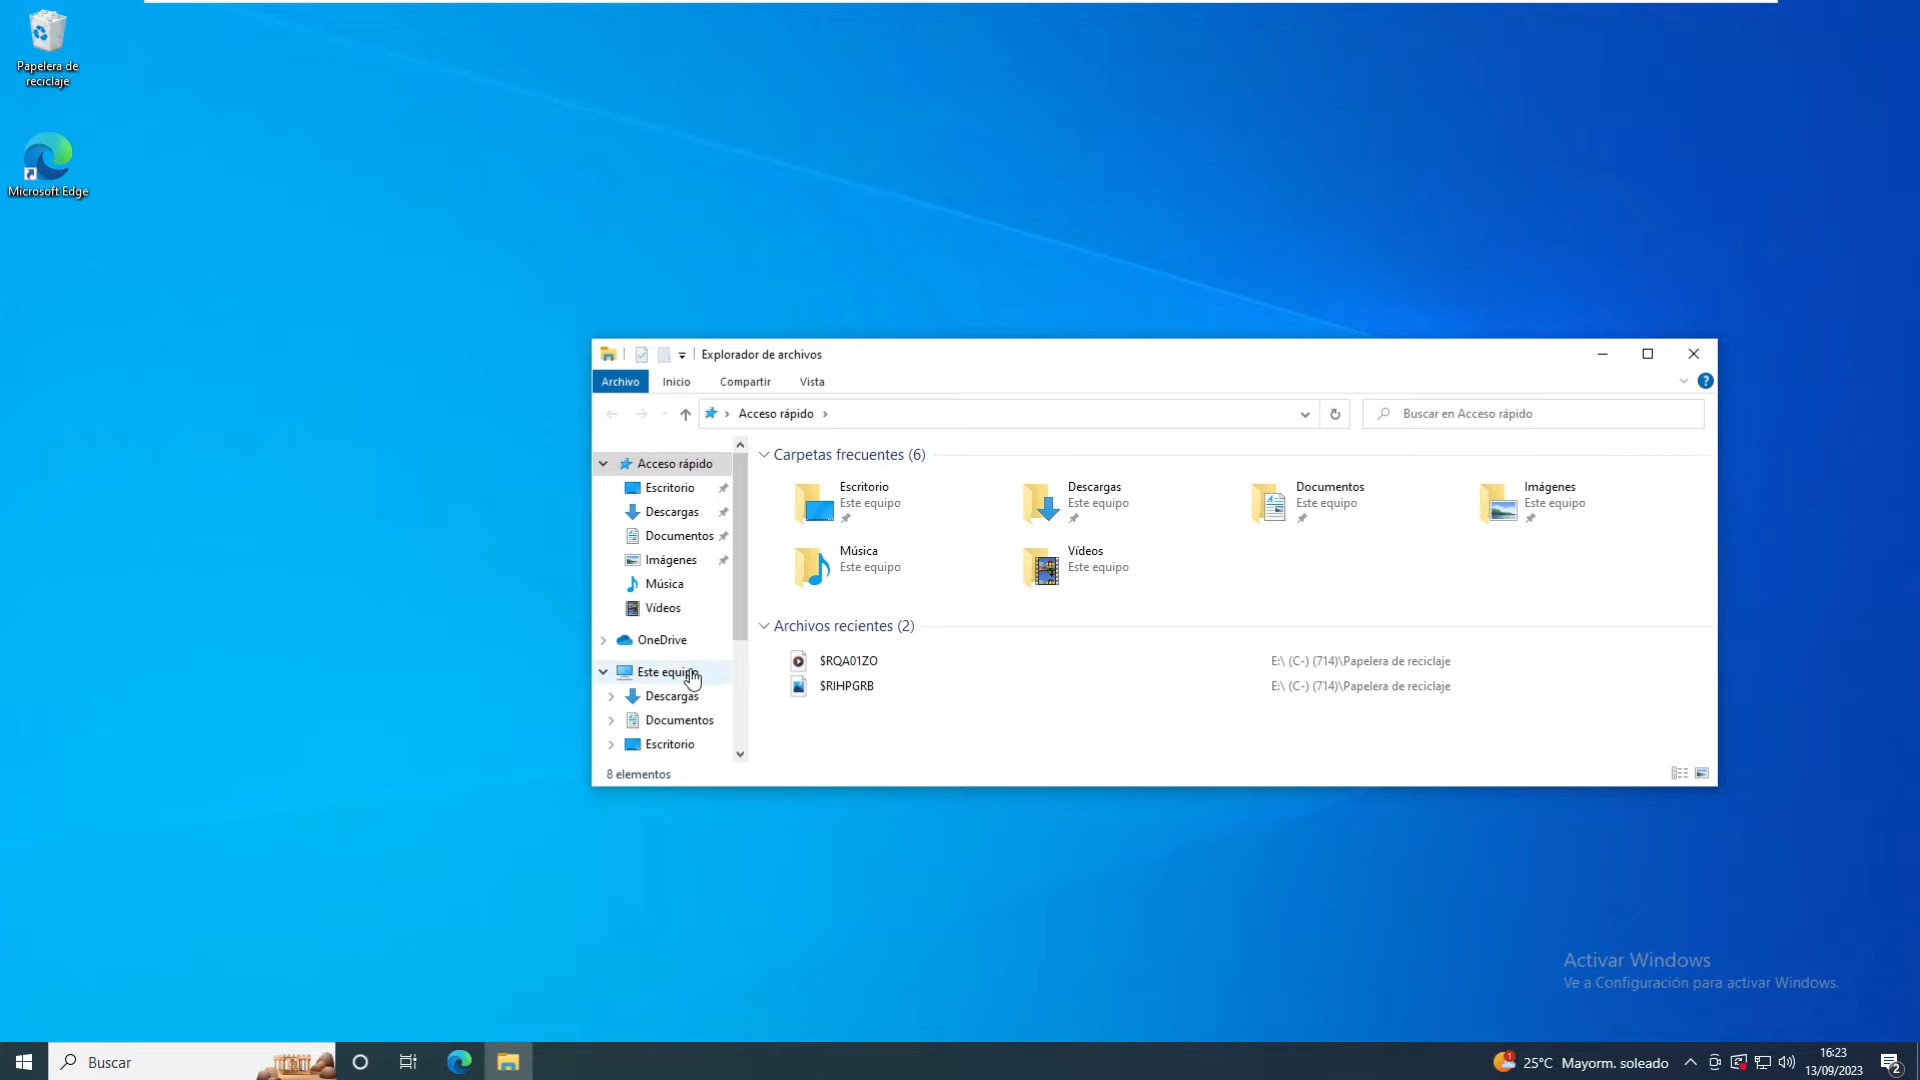 Papelera de
reciclaje
Microsoft Edge
Explorador de archivos
Archivo
Inicio
Compartir
Vista
Acceso rápido
Buscar en Acceso rápido
Acceso rápido
Escritorio
Descargas
Documentos
Imágenes
Música
Vídeos
OneDrive
Este equipo
Descargas
Documentos
Escritorio
Carpetas frecuentes (6)
Escritorio
Este equipo
Descargas
Este equipo
Documentos
Este equipo
Imágenes
Este equipo
Música
Este equipo
Vídeos
Este equipo
Archivos recientes (2)
$RQA01ZO
E:\ (C-) (714)\Papelera de reciclaje
$RIHPGRB
E:\ (C-) (714)\Papelera de reciclaje
8 elementos
Activar Windows
Ve a Configuración para activar Windows.
Buscar
1
25°C Mayorm. soleado
16:23
13/09/2023
2